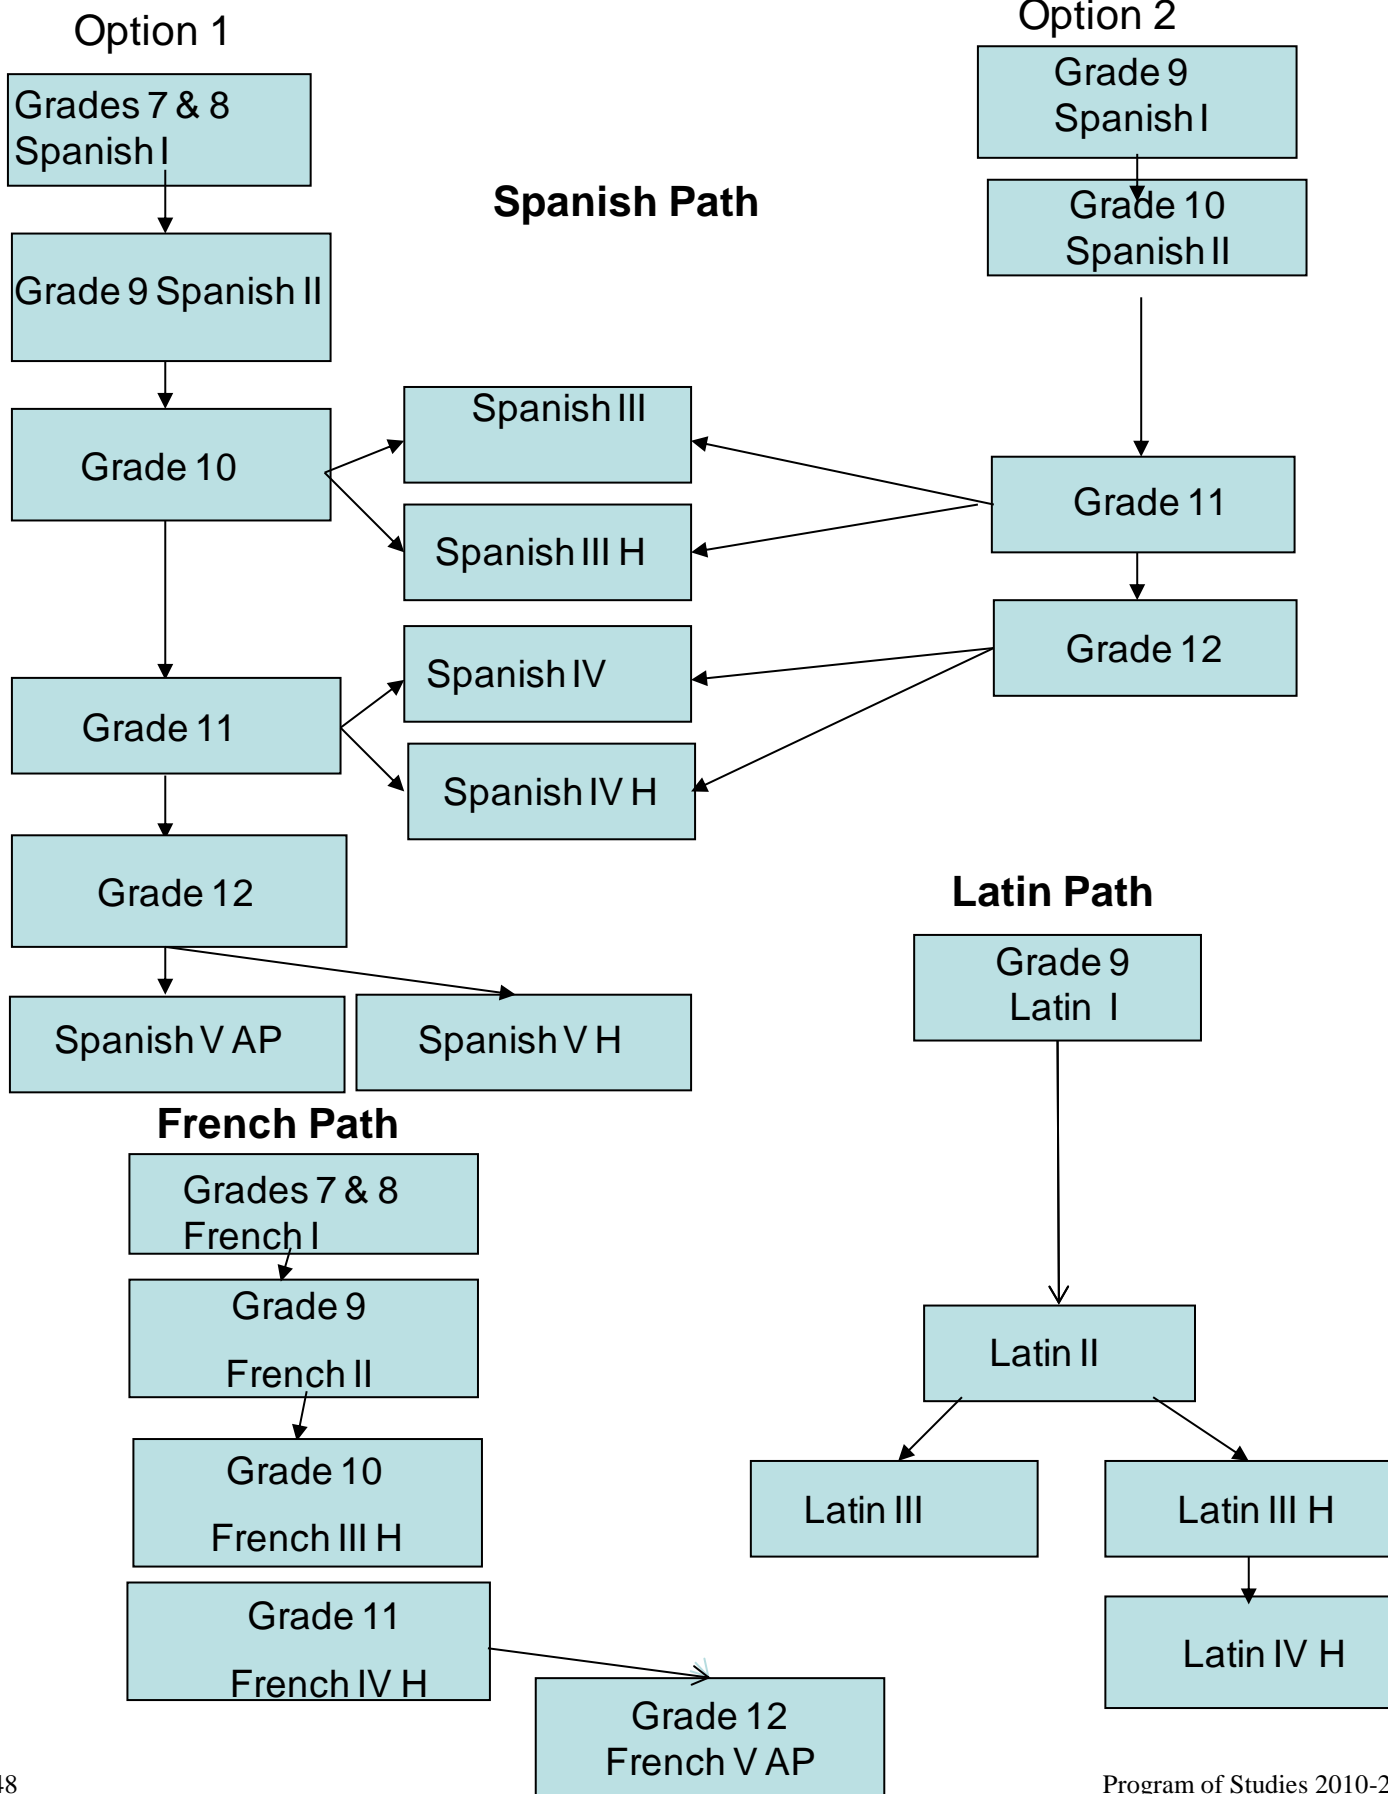 Option 1
Grades 7 & 8
Spanish I
Grade 9 Spanish II
Grade 10
Grade 11
Grade 12
Spanish V AP
Spanish V H
Spanish Path
Spanish III
Spanish III H
Spanish IV
Spanish IV H
Option 2
Grade 9
Spanish I
Grade 10
Spanish II
Grade 11
Grade 12
French Path
Grades 7 & 8
French I
Grade 9
French II
Grade 10
French III H
Grade 11
French IV H
Grade 12
French V AP
Latin Path
Grade 9
Latin I
Latin II
Latin III
Latin III H
Latin IV H
48
Program of Studies 2010-2